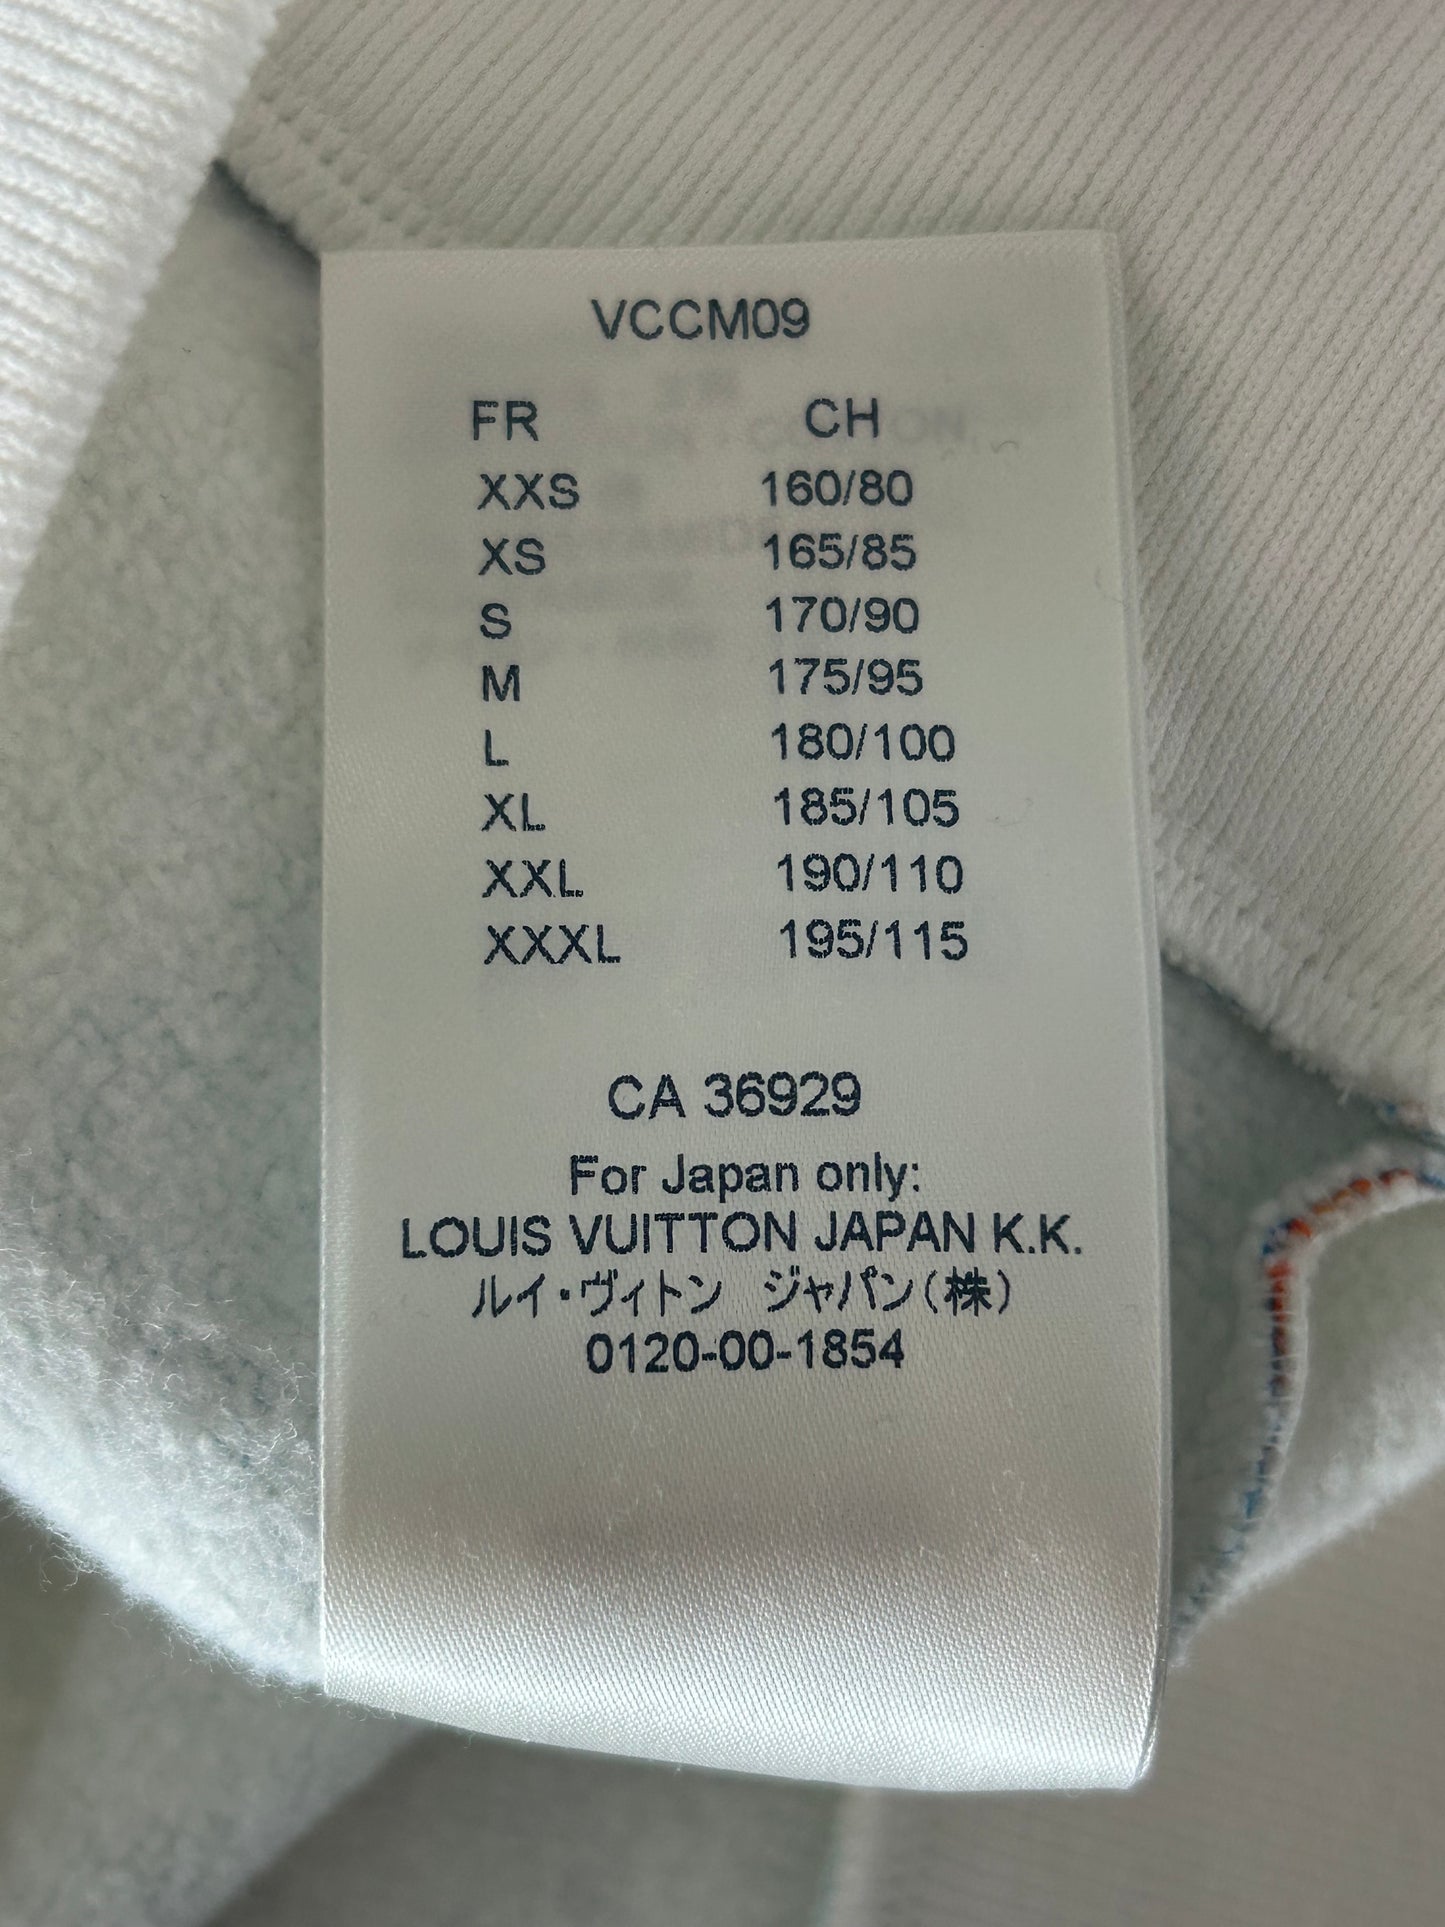 VCCM09
FR CH
XXS 160/80
XS 165/85
S 170/90
M 175/95
L 180/100
XL 185/105
XXL 190/110
XXXL 195/115
CA 36929
For Japan only:
LOUIS VUITTON JAPAN K.K.
ルイ・ヴィトン　ジャパン(株)
0120-00-1854